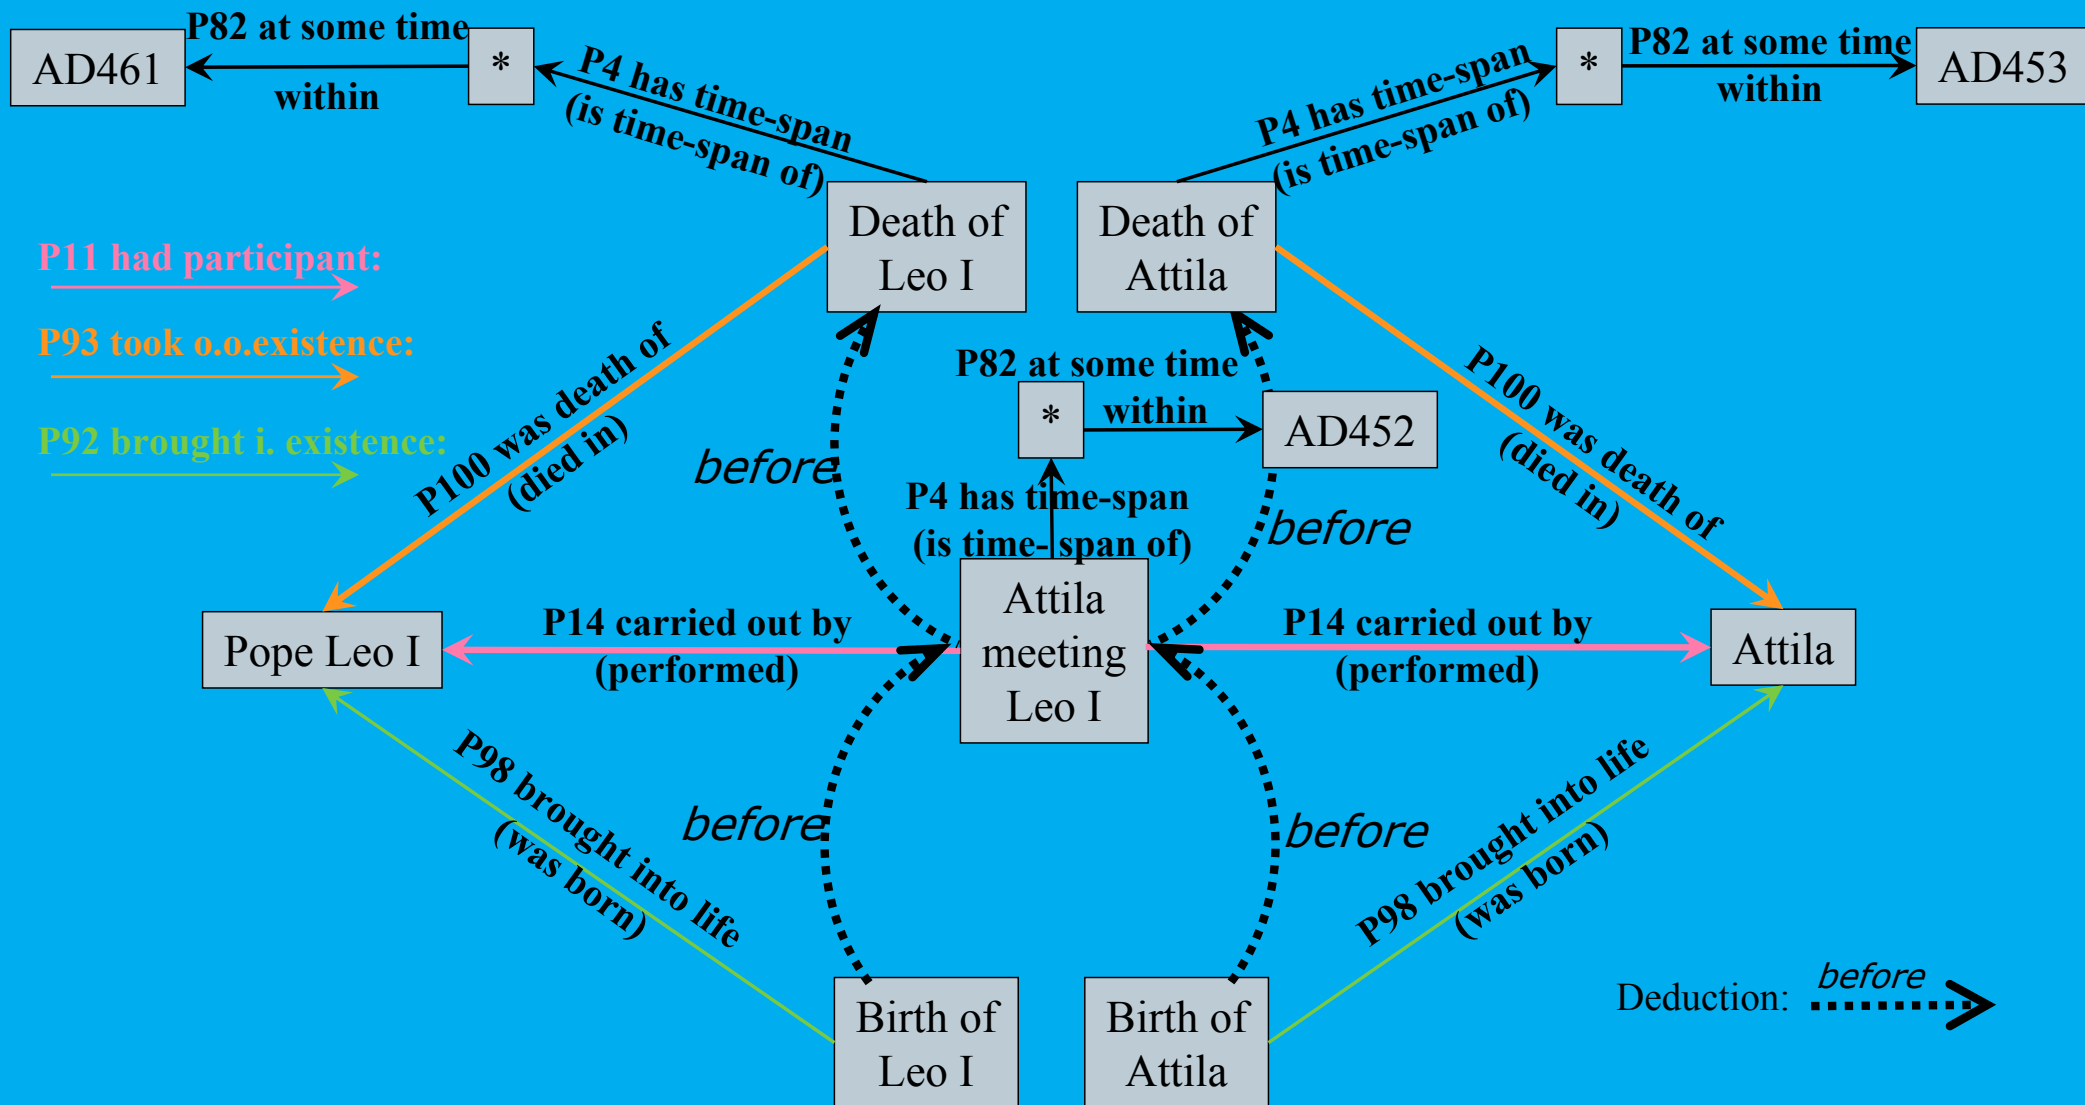 P82 at some time
within
AD461
*
P4 has time-span
(is time-span of)
P4 has time-span
(is time-span of)
*
P82 at some time
within
AD453
Death of
Leo I
Death of
Attila
P11 had participant:
P93 took o.o.existence:
P92 brought i. existence:
P100 was death of
(died in)
before
P82 at some time
within
*
AD452
P4 has time-span
(is time- span of)
before
P100 was death of
(died in)
Pope Leo I
P14 carried out by
(performed)
Attila
meeting
Leo I
P14 carried out by
(performed)
Attila
P98 brought into life
(was born)
before
before
P98 brought into life
(was born)
Birth of
Leo I
Birth of
Attila
Deduction:
before